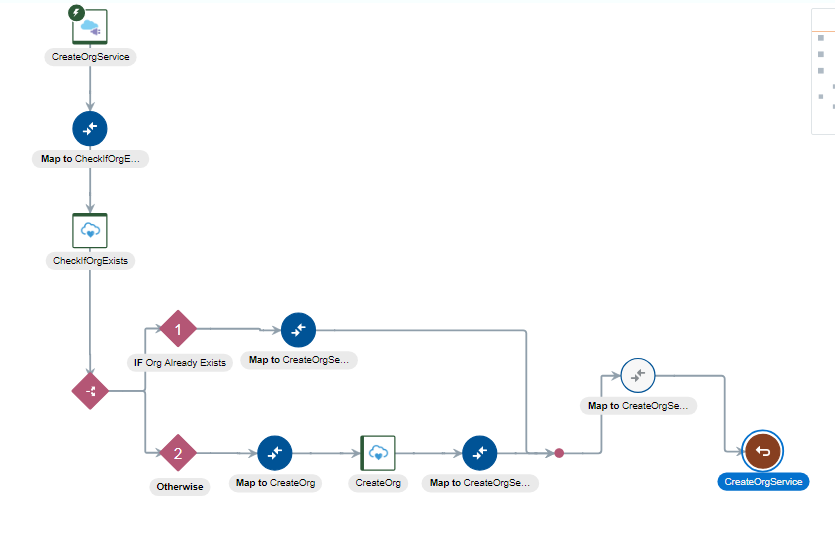 CreateOrgService
Map to CheckIfOrgE...
CheckIfOrgExists
1
IF Org Already Exists
Map to CreateOrgSe...
Map to CreateOrgSe...
2
Otherwise
Map to CreateOrg
CreateOrg
Map to CreateOrgSe...
CreateOrgService